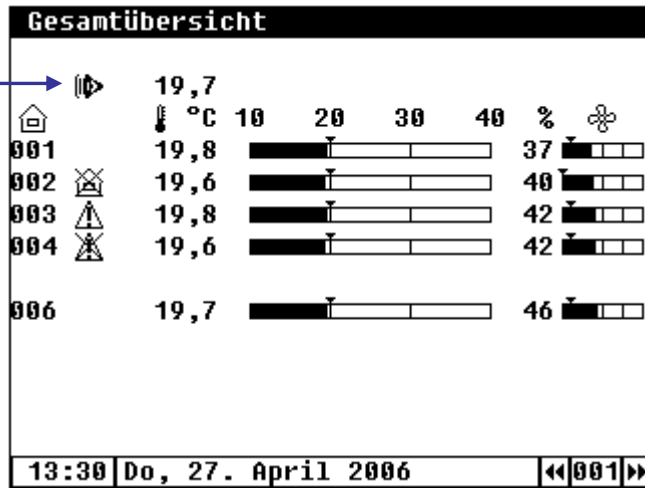 Gesamtübersicht
19,7
°C 10 20 30 40 %
001 19,8 37
002 19,6 40
003 19,8 42
004 19,6 42
006 19,7 46
13:30 Do, 27. April 2006 001